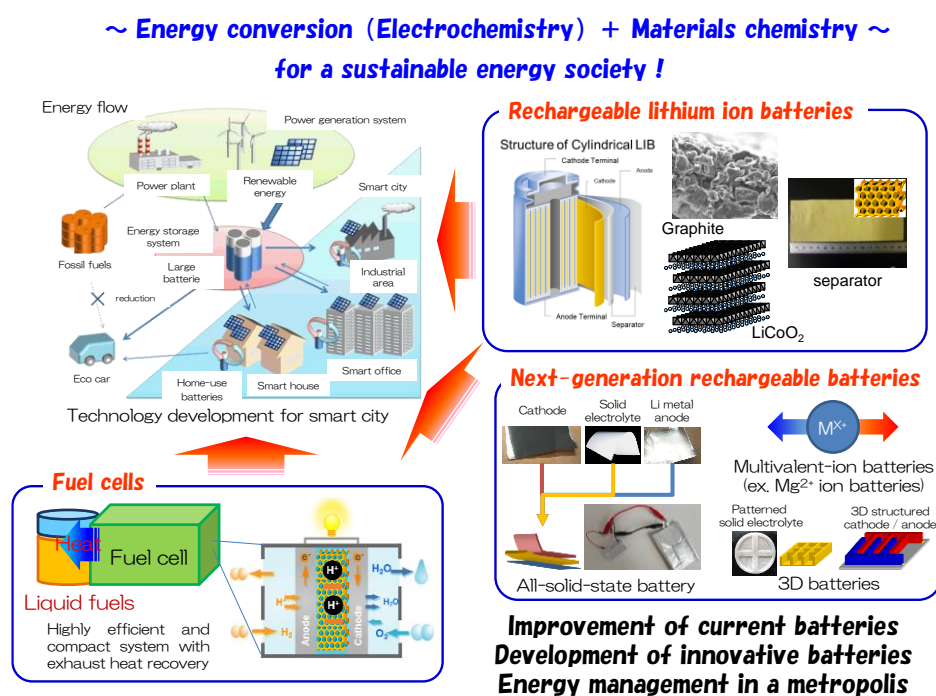 ~ Energy conversion (Electrochemistry) + Materials chemistry ~
for a sustainable energy society !
Energy flow
Power generation system
Power plant
Renewable
energy
Smart city
Energy storage
system
Fossil fuels
Large
batterie
Industrial
area
reduction
Eco car
Home-use
batteries
Smart house
Smart office
Technology development for smart city
Rechargeable lithium ion batteries
Structure of Cylindrical LIB
Cathode Terminal
Cathode
Anode
Anode Terminal
Separator
Graphite
LiCoO₂
separator
Next-generation rechargeable batteries
Cathode
Solid
electrolyte
Li metal
anode
All-solid-state battery
Mˣ⁺
Multivalent-ion batteries
(ex. Mg²⁺ ion batteries)
Patterned
solid electrolyte
3D structured
cathode / anode
3D batteries
Fuel cells
Heat
Fuel cell
Liquid fuels
Highly efficient and
compact system with
exhaust heat recovery
e⁻
e⁻
H⁺
H⁺
H₂
Anode
Cathode
H₂O
H₂O
O₂
Improvement of current batteries
Development of innovative batteries
Energy management in a metropolis